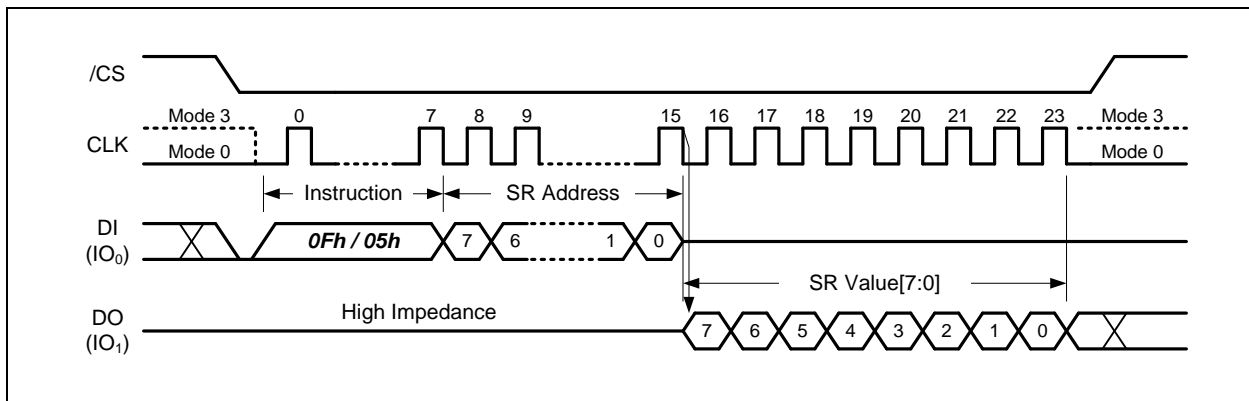 /CS
Mode 3 0 7 8 9 15 16 17 18 19 20 21 22 23 Mode 3
CLK
Mode 0 Mode 0
Instruction SR Address
DI
(IO0)
0Fh / 05h 7 6 1 0
SR Value[7:0]
High Impedance
DO
(IO1)
7 6 5 4 3 2 1 0